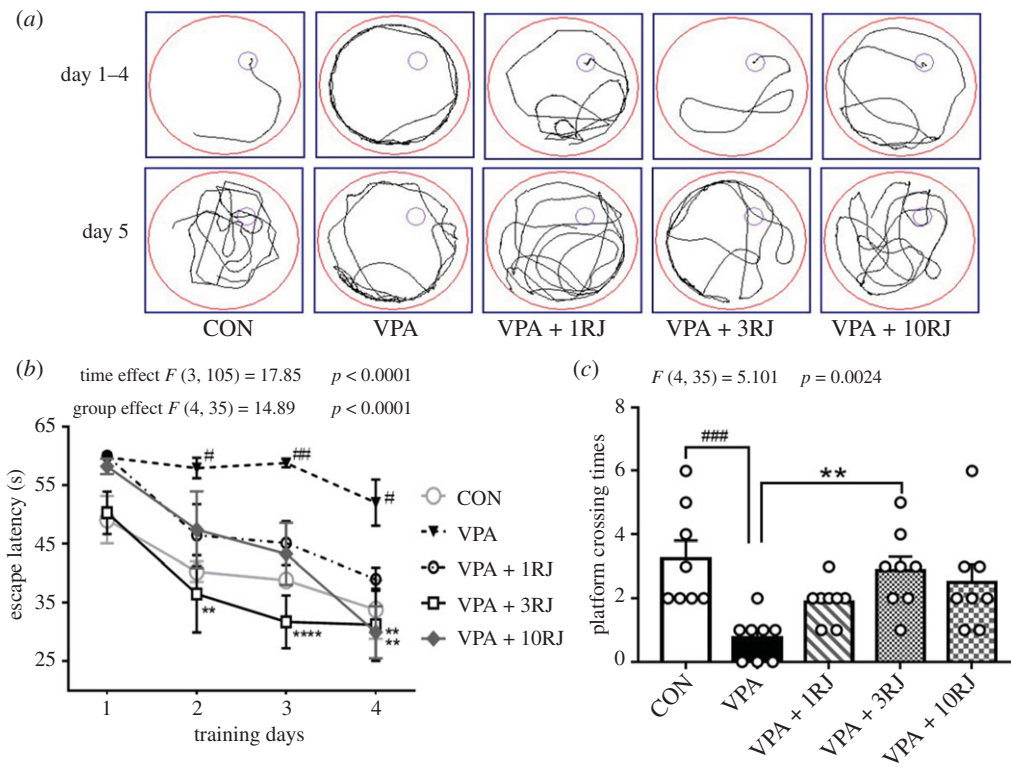 (a)
day 1–4
day 5
CON VPA VPA + 1RJ VPA + 3RJ VPA + 10RJ
(b)
time effect F (3, 105) = 17.85 p < 0.0001
group effect F (4, 35) = 14.89 p < 0.0001
65
55
45
35
25
escape latency (s)
#
##
#
**
****
**
**
1 2 3 4
training days
CON
VPA
VPA + 1RJ
VPA + 3RJ
VPA + 10RJ
(c)
F (4, 35) = 5.101 p = 0.0024
8
6
4
2
0
platform crossing times
###
**
CON
VPA
VPA + 1RJ
VPA + 3RJ
VPA + 10RJ